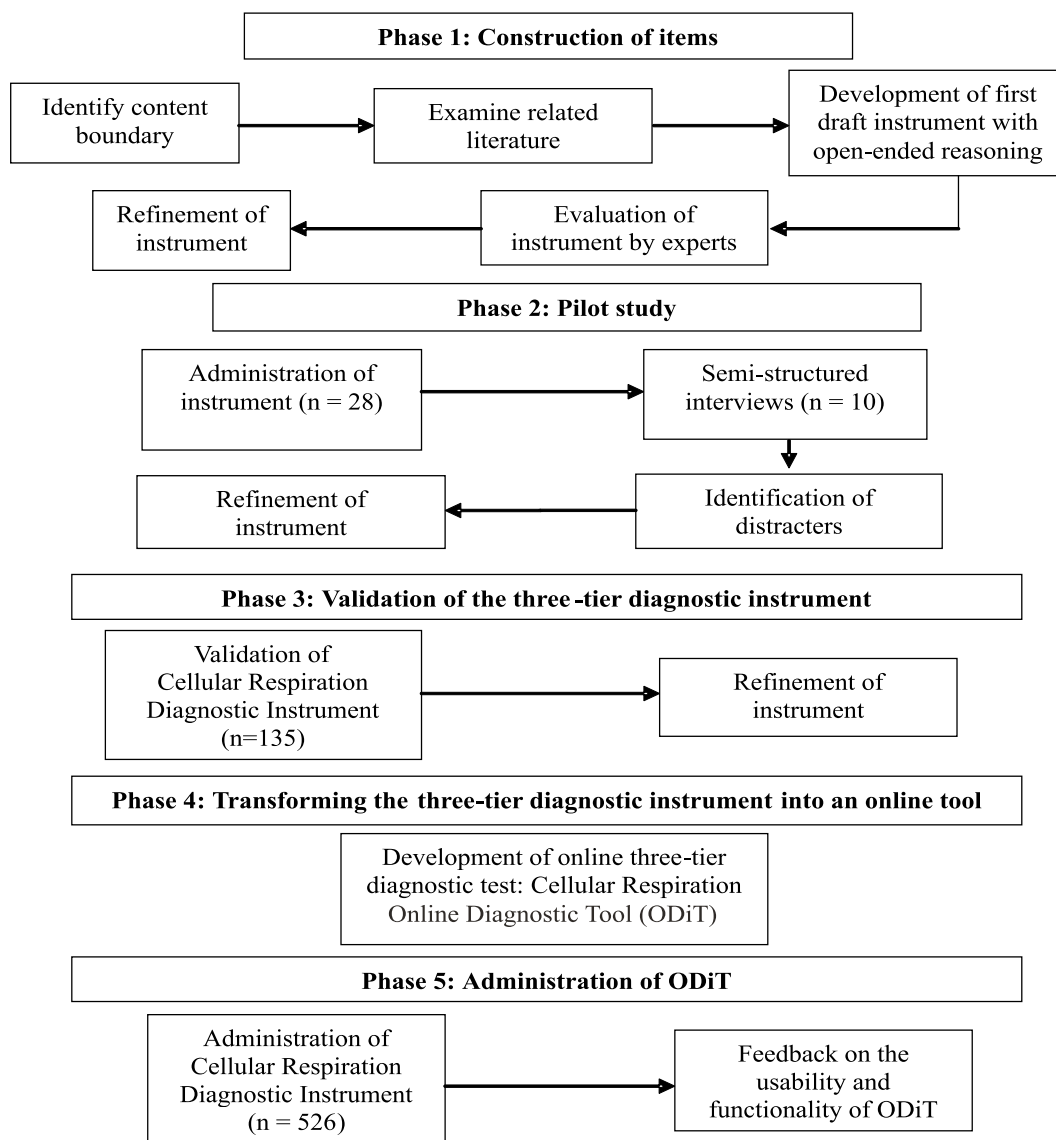 Phase 1: Construction of items
Identify content
boundary
Examine related
literature
Development of first
draft instrument with
open-ended reasoning
Evaluation of
instrument by experts
Refinement of
instrument
Phase 2: Pilot study
Administration of
instrument (n = 28)
Semi-structured
interviews (n = 10)
Identification of
distracters
Refinement of
instrument
Phase 3: Validation of the three-tier diagnostic instrument
Validation of
Cellular Respiration
Diagnostic Instrument
(n=135)
Refinement of
instrument
Phase 4: Transforming the three-tier diagnostic instrument into an online tool
Development of online three-tier
diagnostic test: Cellular Respiration
Online Diagnostic Tool (ODiT)
Phase 5: Administration of ODiT
Administration of
Cellular Respiration
Diagnostic Instrument
(n = 526)
Feedback on the
usability and
functionality of ODiT